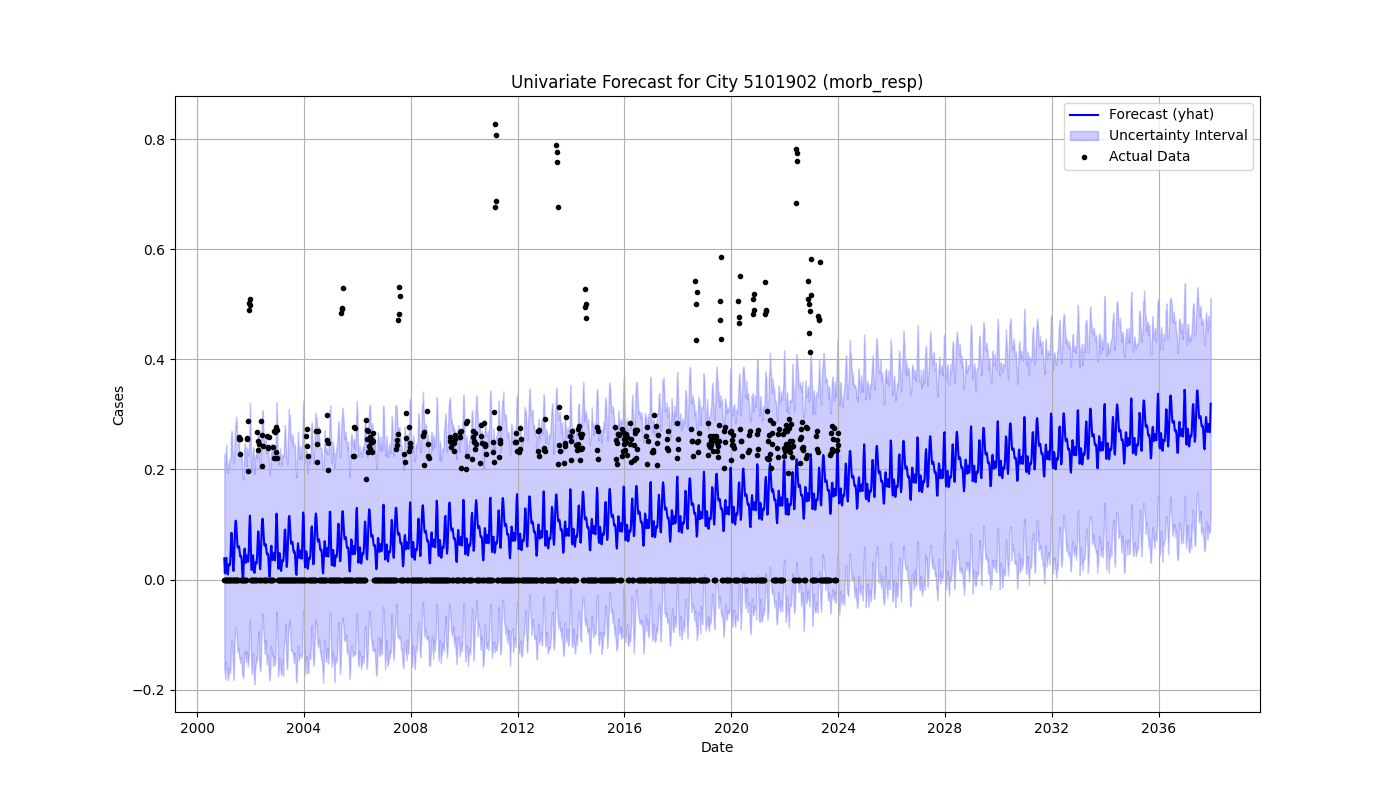 Univariate Forecast for City 5101902 (morb_resp)
Forecast (yhat)
Uncertainty Interval
Actual Data
Cases
0.8
0.6
0.4
0.2
0.0
−0.2
2000 2004 2008 2012 2016 2020 2024 2028 2032 2036
Date